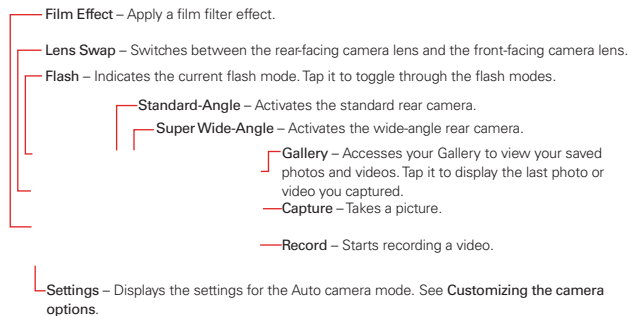 Film Effect – Apply a film filter effect.
Lens Swap – Switches between the rear-facing camera lens and the front-facing camera lens.
Flash – Indicates the current flash mode. Tap it to toggle through the flash modes.
Standard-Angle – Activates the standard rear camera.
Super Wide-Angle – Activates the wide-angle rear camera.
Gallery – Accesses your Gallery to view your saved
photos and videos. Tap it to display the last photo or
video you captured.
Capture – Takes a picture.
Record – Starts recording a video.
Settings – Displays the settings for the Auto camera mode. See Customizing the camera
options.